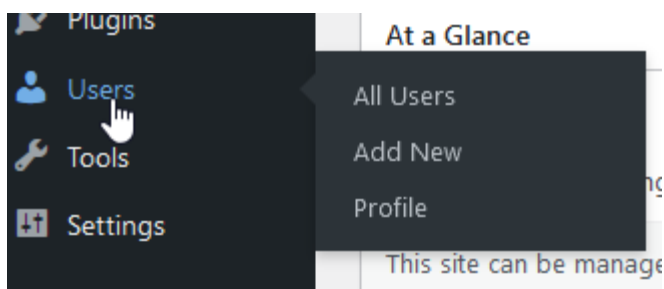 Plugins
Users
Tools
Settings
All Users
Add New
Profile
At a Glance
This site can be manage